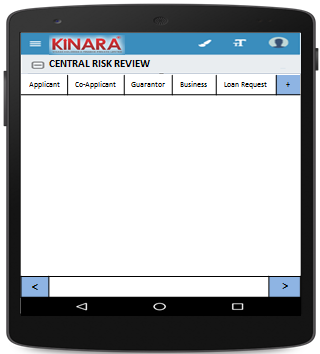 KINARA
CENTRAL RISK REVIEW
Applicant Co-Applicant Guarantor Business Loan Request +
< >